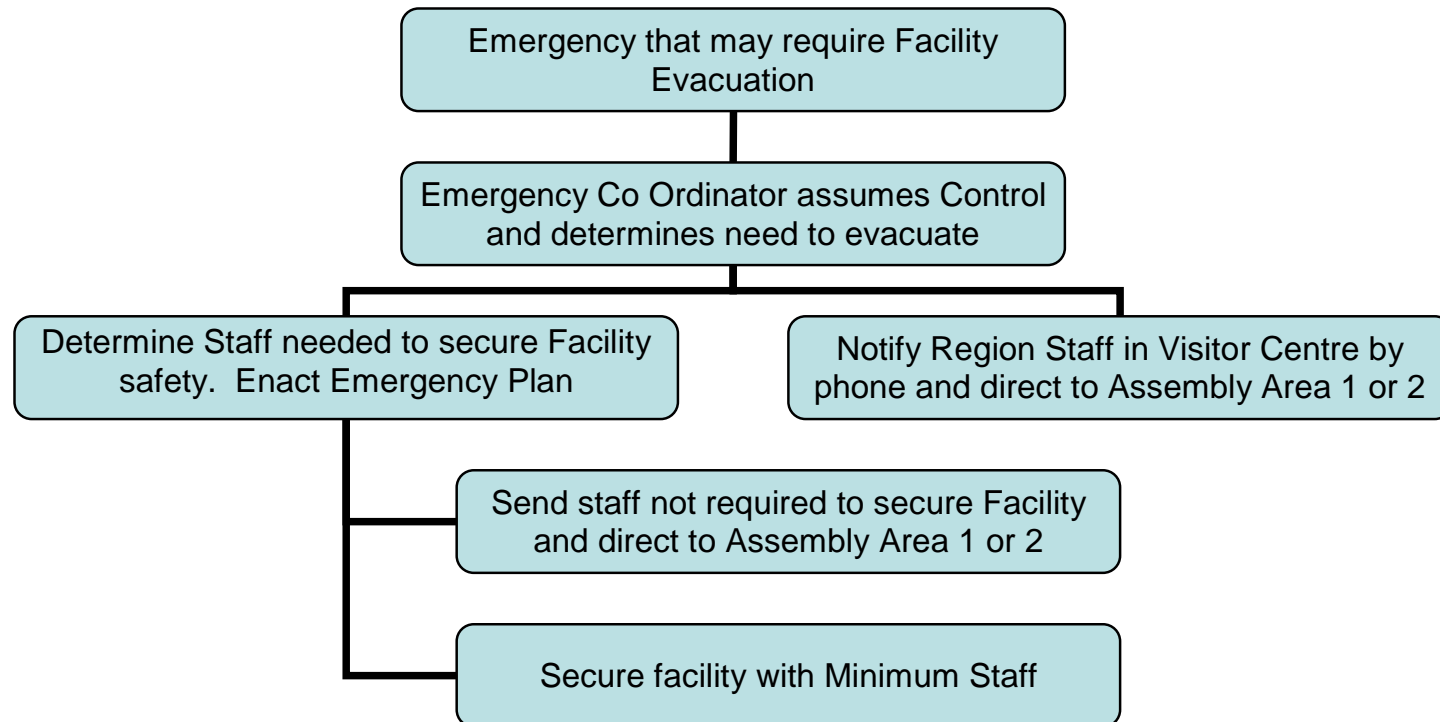 Emergency that may require Facility
Evacuation
Emergency Co Ordinator assumes Control
and determines need to evacuate
Determine Staff needed to secure Facility
safety.  Enact Emergency Plan
Notify Region Staff in Visitor Centre by
phone and direct to Assembly Area 1 or 2
Send staff not required to secure Facility
and direct to Assembly Area 1 or 2
Secure facility with Minimum Staff